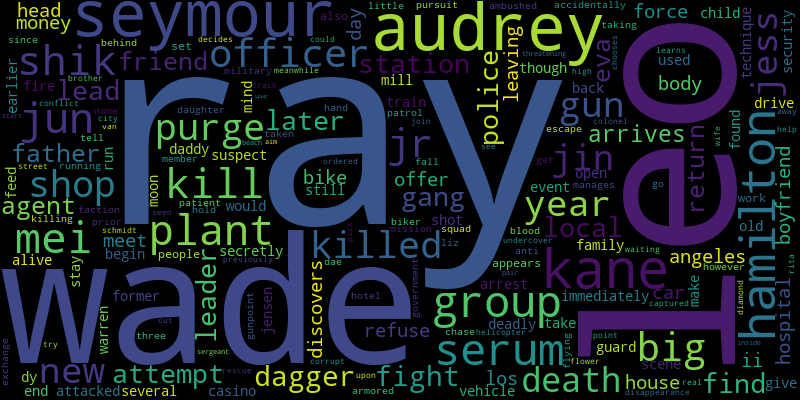 head money seymour audrey little pursuit ambushed accidentally
also day officer force child taking
since behind set decides could
shik friend station eva technique jess security
earlier fire brother military meanwhile mill though learns used
threatening chooses high
jun lead mind gun back body
conflict track use
daughter hand train police leaving drive
name city van patrol join escape arrives away
start tell purge later jr jin found help
father run street running aim beach
ray leo
daddy member suspect taken fall see colonel wife
shop moon kill bike offer gang event open return hamilton boyfriend
feed patient still get go work
agent faction prior hold would biker shot year
killing seen ordered mission squad manages local old
mei meet schmidt secretly plant killed blood family waiting angeles
alive begin people previously dae liz undercover anti appears kane however rita
wade leader discovers group immediately car make hospital
stay former hotel government arrest pair captured diamond
warren gunpoint jensen deadly take chase helicopter guard point
three cut refuse serum flying big ii inside
new try dy attempt sergeant corrupt rescue los flower scene real
exchange dagger fight death house find give
end attacked several casino armored upon vehicle disappearance